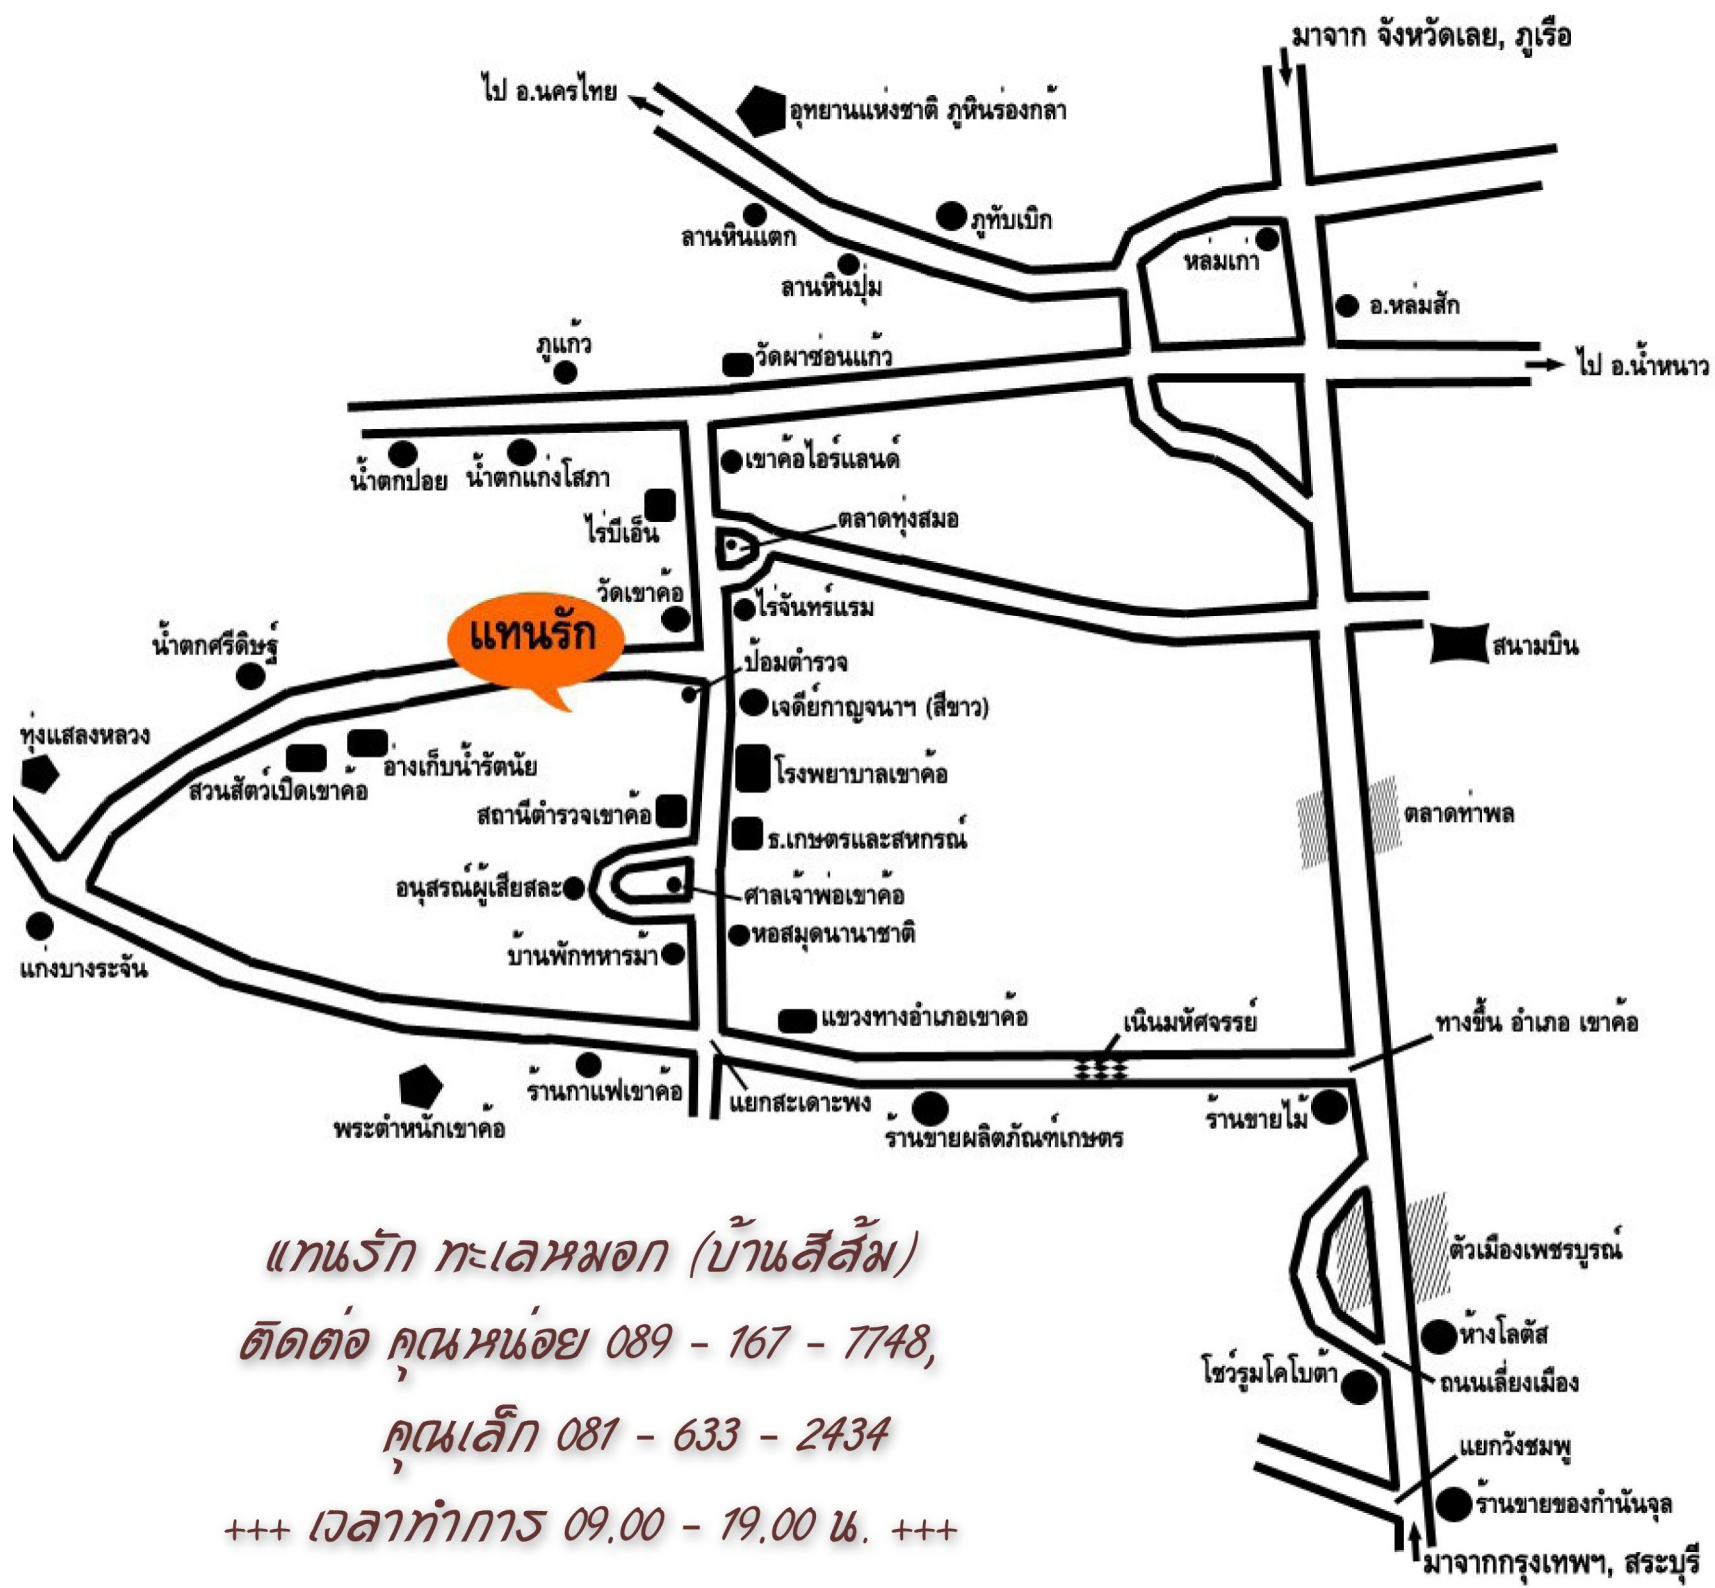 มาจาก จังหวัดเลย, ภูเรือ
ไป อ.นครไทย
อุทยานแห่งชาติ ภูหินร่องกล้า
ลานหินแตก
ภูทับเบิก
หล่มเก่า
ลานหินปุ่ม
อ.หล่มสัก
ภูแก้ว
วัดผาซ่อนแก้ว
ไป อ.น้ำหนาว
น้ำตกปอย
น้ำตกแก่งโสภา
เขาค้อไอร์แลนด์
ไร่บีเอ็น
ตลาดทุ่งสมอ
วัดเขาค้อ
ไร่จันทร์แรม
แทนรัก
น้ำตกศรีดิษฐ์
สนามบิน
ป้อมตำรวจ
เจดีย์กาญจนาฯ (สีขาว)
ทุ่งแสลงหลวง
อ่างเก็บน้ำรัตนัย
โรงพยาบาลเขาค้อ
สวนสัตว์เปิดเขาค้อ
สถานีตำรวจเขาค้อ
ตลาดท่าพล
ธ.เกษตรและสหกรณ์
อนุสรณ์ผู้เสียสละ
ศาลเจ้าพ่อเขาค้อ
หอสมุดนานาชาติ
บ้านพักทหารม้า
แก่งบางระจัน
แขวงทางอำเภอเขาค้อ
เนินมหัศจรรย์
ทางขึ้น อำเภอ เขาค้อ
ร้านกาแฟเขาค้อ
แยกสะเดาะพง
พระตำหนักเขาค้อ
ร้านขายผลิตภัณฑ์เกษตร
ร้านขายไม้
ตัวเมืองเพชรบูรณ์
ห้างโลตัส
โชว์รูมโคโบต้า
ถนนเลี่ยงเมือง
แยกวังชมพู
ร้านขายของกำนันจุล
มาจากกรุงเทพฯ, สระบุรี
แทนรัก ทะเลหมอก (บ้านสีส้ม)
ติดต่อ คุณหน่อย 089 - 167 - 7748,
คุณเล็ก 081 - 633 - 2434
+++ เวลาทำการ 09.00 - 19.00 น. +++